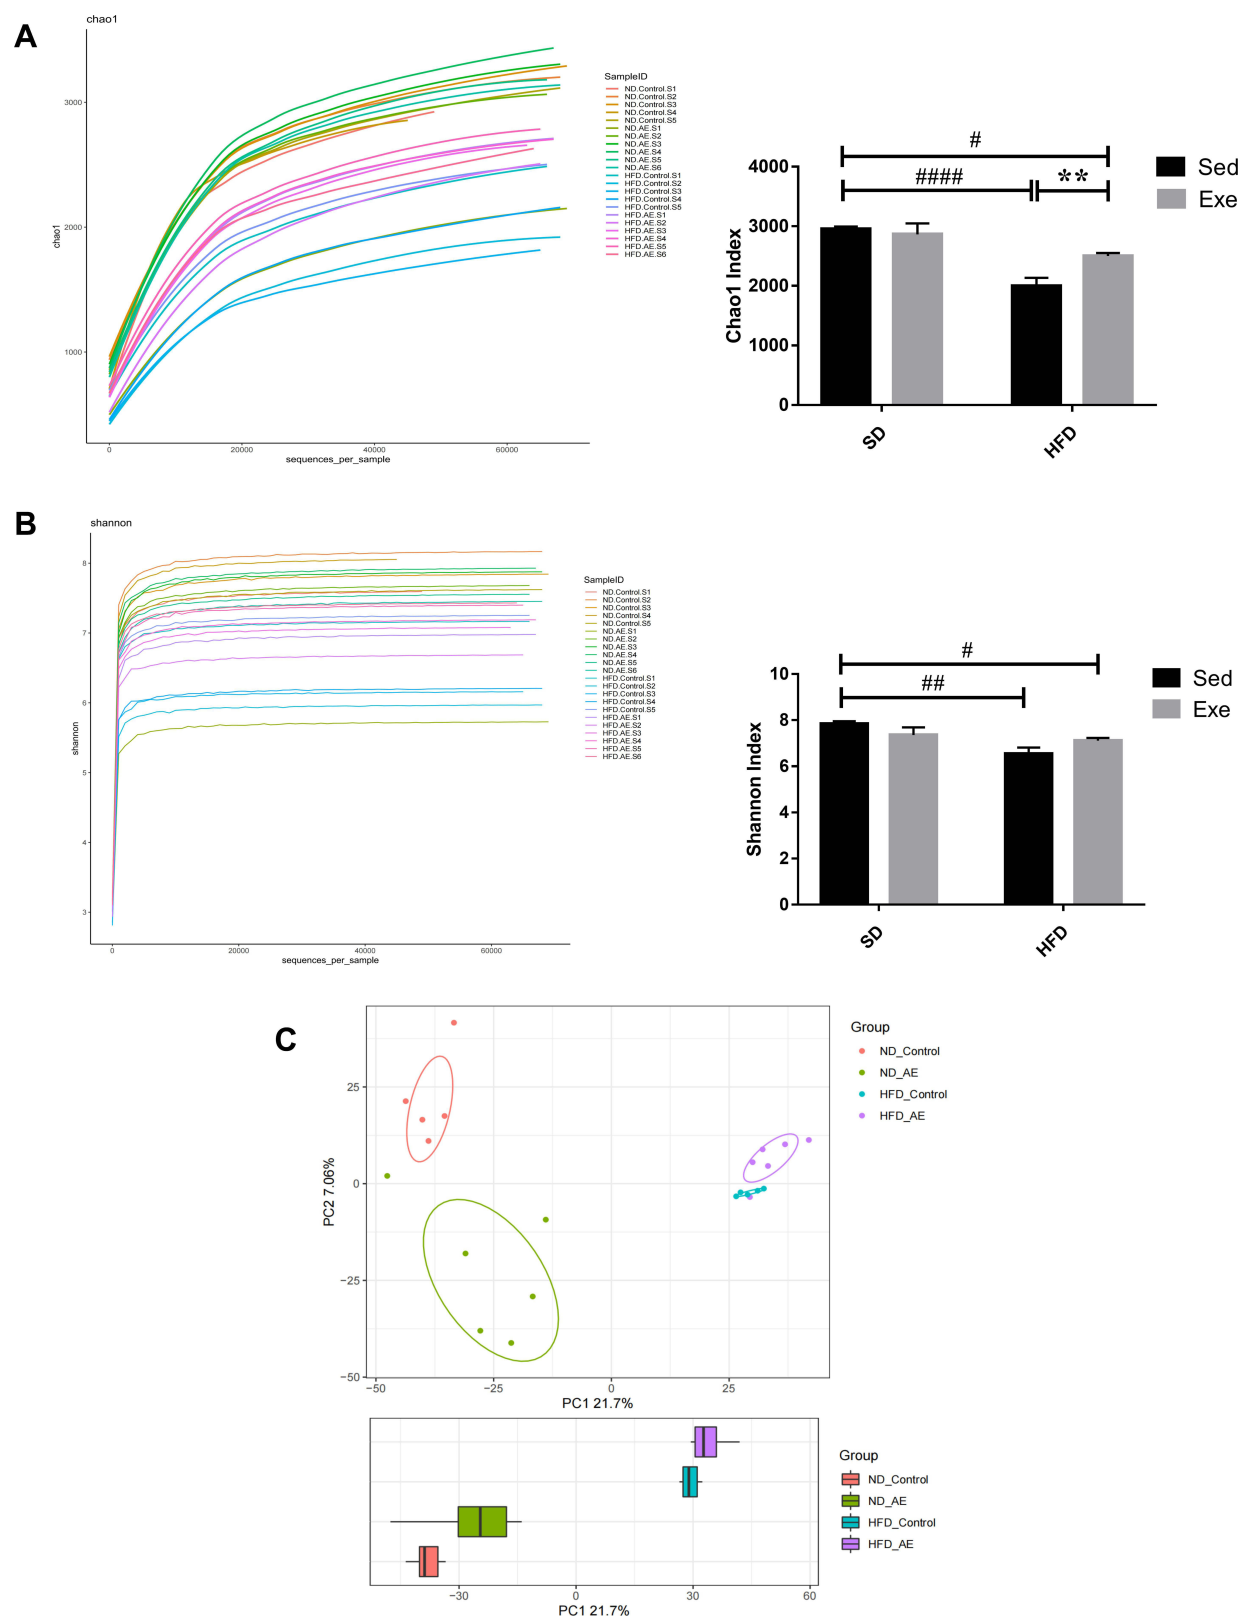 A
chao1
3000
2000
1000
chao1
0
20000
40000
60000
sequences_per_sample
SampleID
ND.Control.S1
ND.Control.S2
ND.Control.S3
ND.Control.S4
ND.Control.S5
ND.AE.S1
ND.AE.S2
ND.AE.S3
ND.AE.S4
ND.AE.S5
ND.AE.S6
HFD.Control.S1
HFD.Control.S2
HFD.Control.S3
HFD.Control.S4
HFD.Control.S5
HFD.AE.S1
HFD.AE.S2
HFD.AE.S3
HFD.AE.S4
HFD.AE.S5
HFD.AE.S6
#
####
**
4000
3000
2000
1000
0
Chao1 Index
SD
HFD
Sed
Exe
B
shannon
8
7
6
5
4
3
shannon
0
20000
40000
60000
sequences_per_sample
SampleID
ND.Control.S1
ND.Control.S2
ND.Control.S3
ND.Control.S4
ND.Control.S5
ND.AE.S1
ND.AE.S2
ND.AE.S3
ND.AE.S4
ND.AE.S5
ND.AE.S6
HFD.Control.S1
HFD.Control.S2
HFD.Control.S3
HFD.Control.S4
HFD.Control.S5
HFD.AE.S1
HFD.AE.S2
HFD.AE.S3
HFD.AE.S4
HFD.AE.S5
HFD.AE.S6
#
##
10
8
6
4
2
0
Shannon Index
SD
HFD
Sed
Exe
C
25
0
−25
−50
PC2 7.06%
−50
−25
0
25
PC1 21.7%
Group
ND_Control
ND_AE
HFD_Control
HFD_AE
−30
0
30
60
PC1 21.7%
Group
ND_Control
ND_AE
HFD_Control
HFD_AE